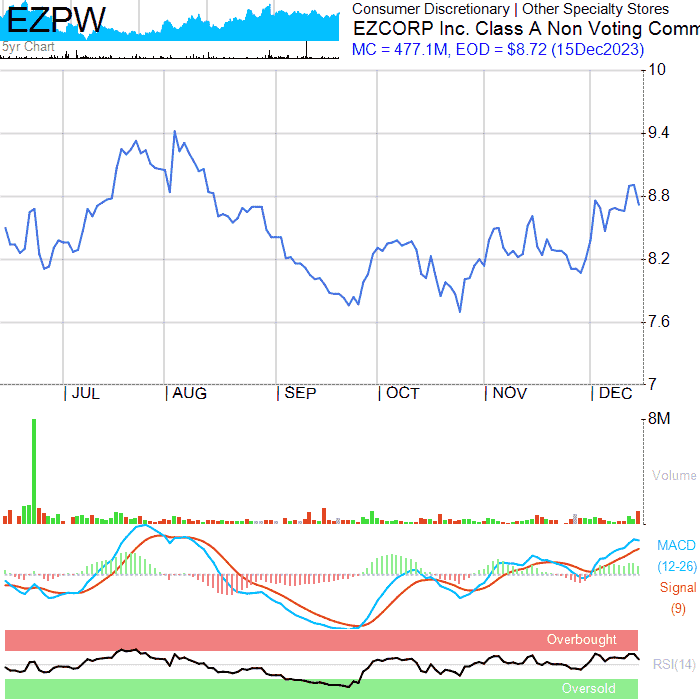 EZPW
5yr Chart
Consumer Discretionary | Other Specialty Stores
EZCORP Inc. Class A Non Voting Comm
MC = 477.1M, EOD = $8.72 (15Dec2023)
10
9.4
8.8
8.2
7.6
7
| JUL | AUG | SEP | OCT | NOV | DEC
8M
Volume
MACD
(12-26)
Signal
(9)
Overbought
RSI(14)
Oversold